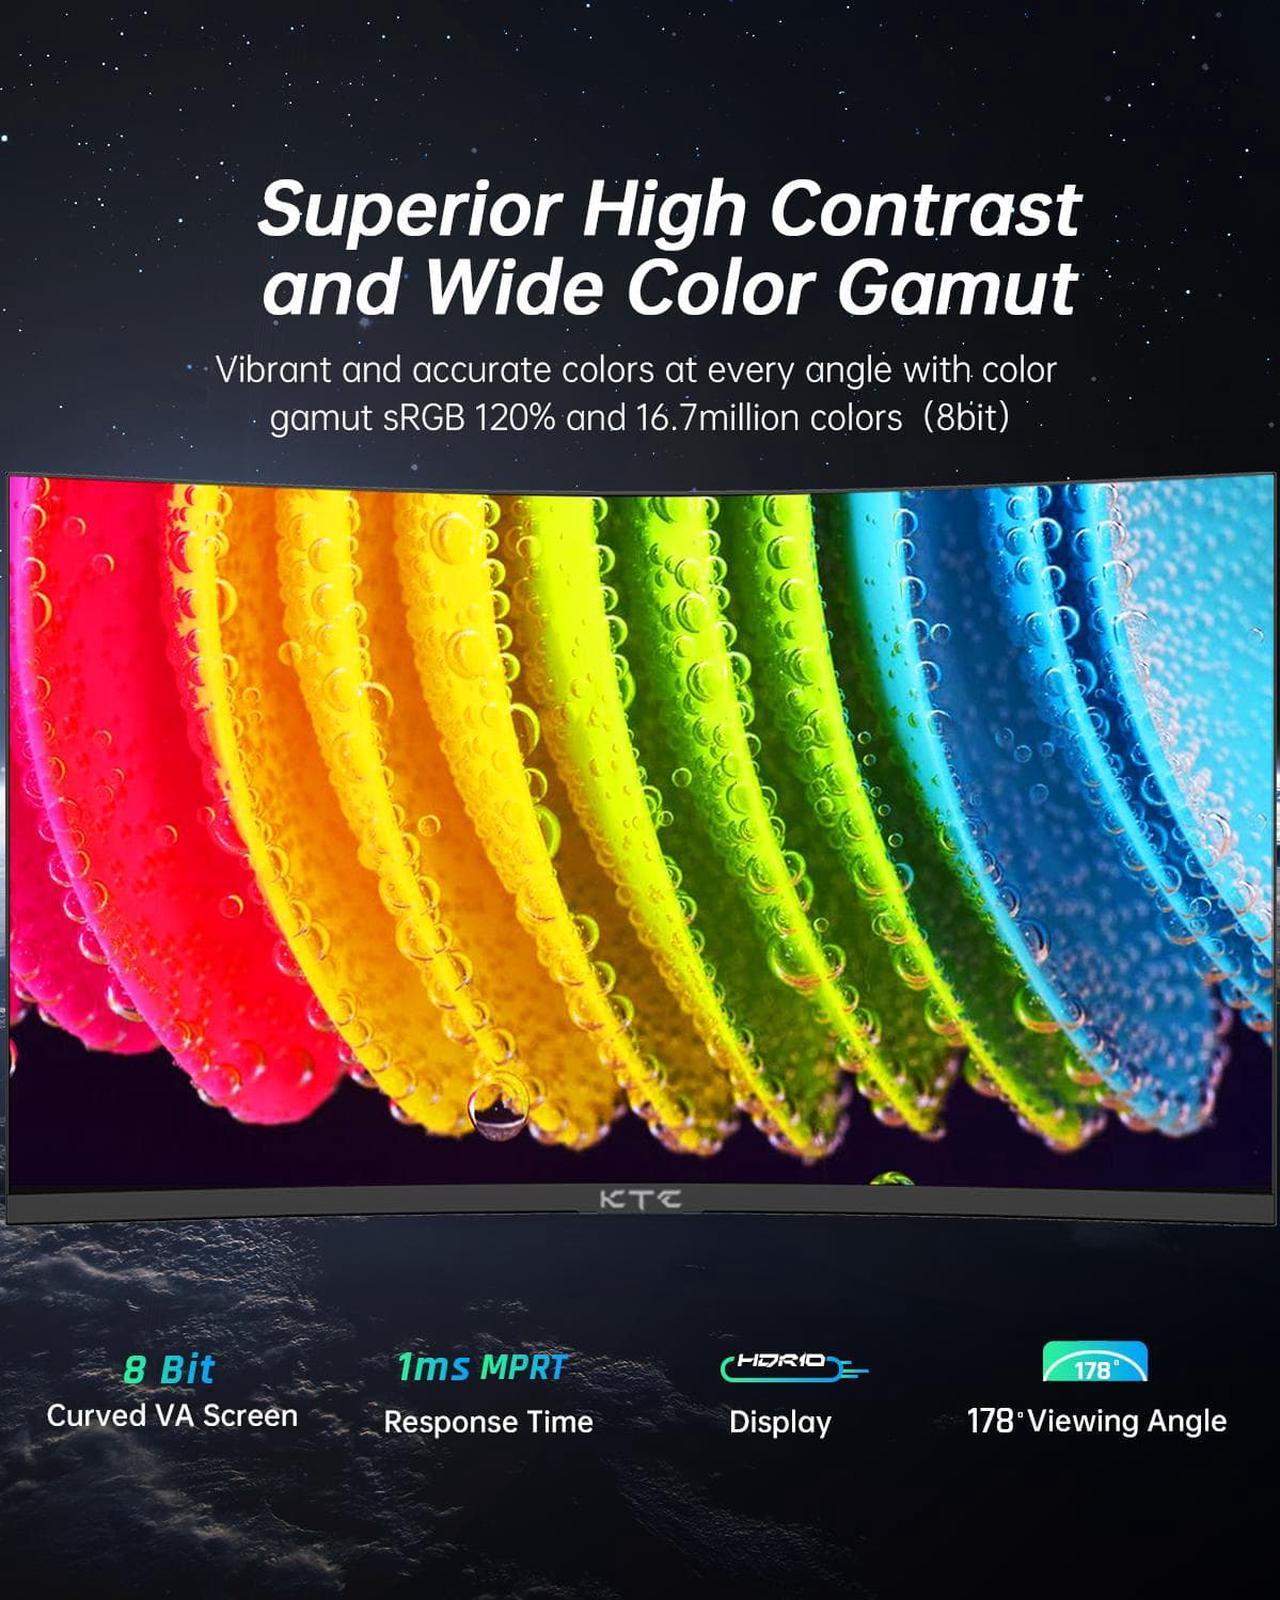 Superior High Contrast
and Wide Color Gamut
Vibrant and accurate colors at every angle with color
gamut sRGB 120% and 16.7million colors（8bit）
KTC
8 Bit
Curved VA Screen
1ms MPRT
Response Time
HDR10
Display
178°
178°Viewing Angle